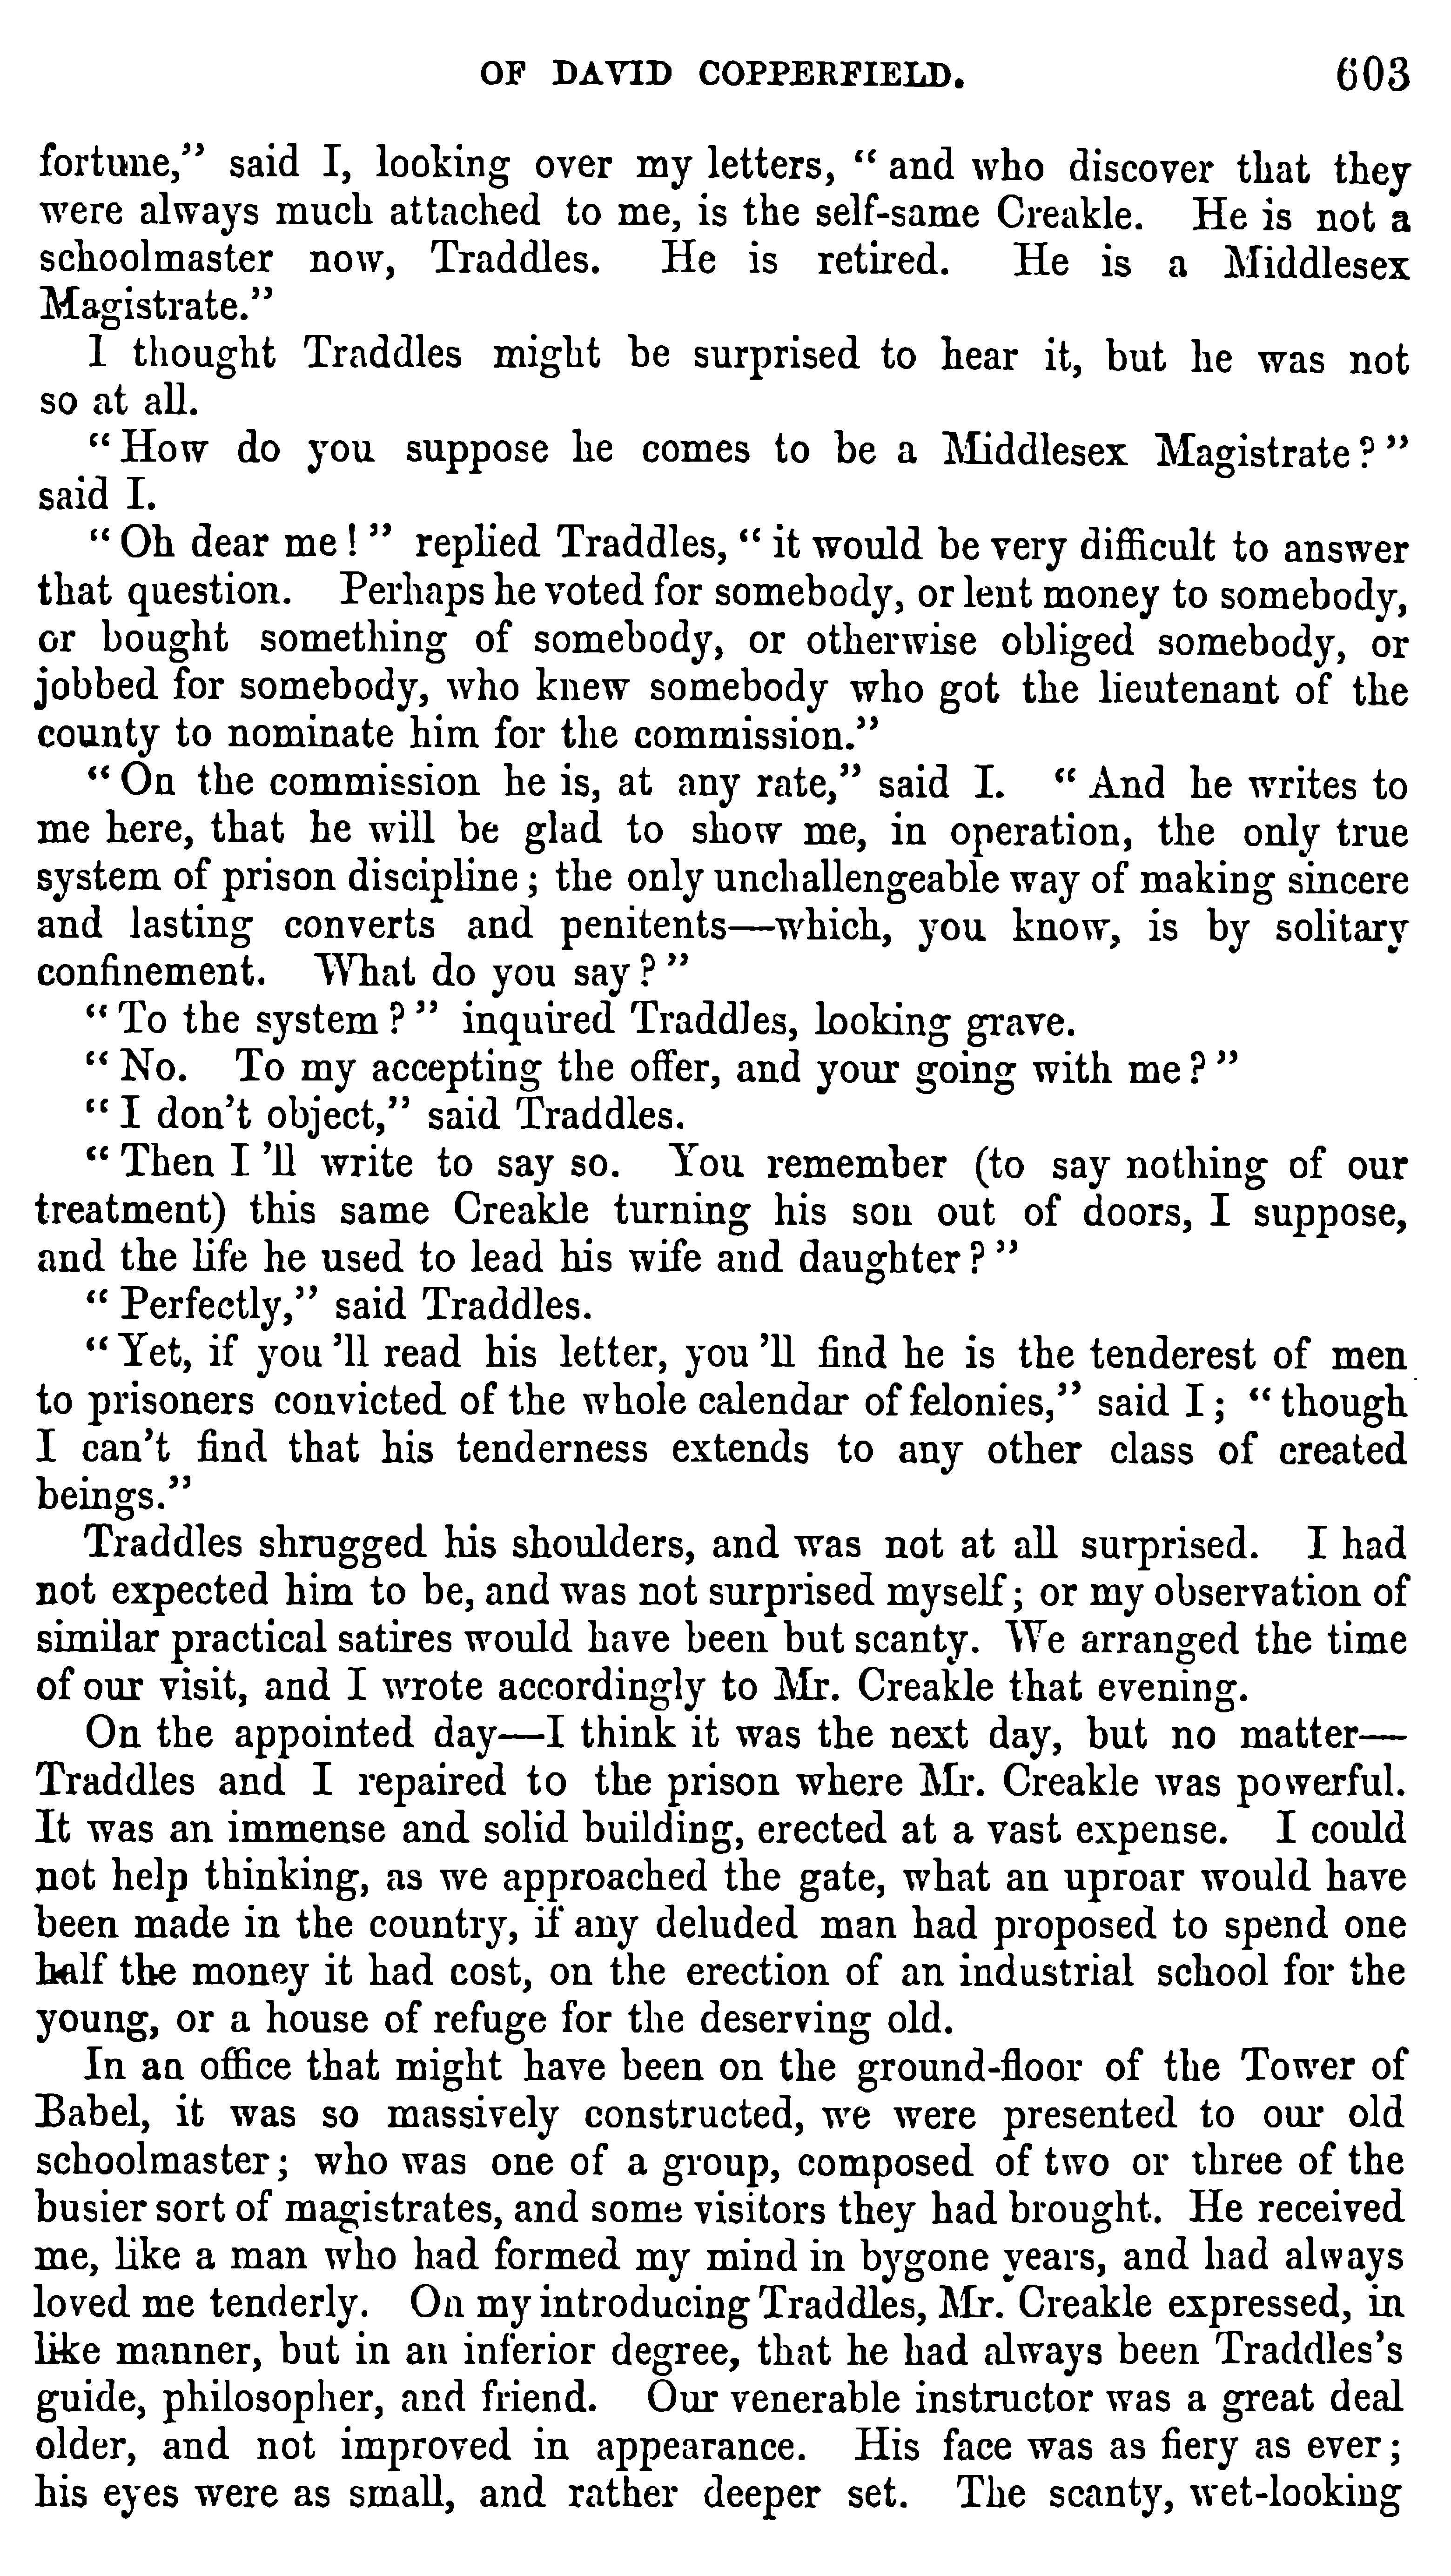 OF DAVID COPPERFIELD. 603
fortune," said I, looking over my letters, "and who discover that they
were always much attached to me, is the self-same Creakle. He is not a
schoolmaster now, Traddles. He is retired. He is a Middlesex
Magistrate."
I thought Traddles might be surprised to hear it, but he was not
so at all.
"How do you suppose he comes to be a Middlesex Magistrate?"
said I.
"Oh dear me!" replied Traddles, "it would be very difficult to answer
that question. Perhaps he voted for somebody, or lent money to somebody,
or bought something of somebody, or otherwise obliged somebody, or
jobbed for somebody, who knew somebody who got the lieutenant of the
county to nominate him for the commission."
"On the commission he is, at any rate," said I. "And he writes to
me here, that he will be glad to show me, in operation, the only true
system of prison discipline; the only unchallengeable way of making sincere
and lasting converts and penitents—which, you know, is by solitary
confinement. What do you say?"
"To the system?" inquired Traddles, looking grave.
"No. To my accepting the offer, and your going with me?"
"I don't object," said Traddles.
"Then I 'll write to say so. You remember (to say nothing of our
treatment) this same Creakle turning his son out of doors, I suppose,
and the life he used to lead his wife and daughter?"
"Perfectly," said Traddles.
"Yet, if you 'll read his letter, you 'll find he is the tenderest of men
to prisoners convicted of the whole calendar of felonies," said I; "though
I can't find that his tenderness extends to any other class of created
beings."
Traddles shrugged his shoulders, and was not at all surprised. I had
not expected him to be, and was not surprised myself; or my observation of
similar practical satires would have been but scanty. We arranged the time
of our visit, and I wrote accordingly to Mr. Creakle that evening.
On the appointed day—I think it was the next day, but no matter—
Traddles and I repaired to the prison where Mr. Creakle was powerful.
It was an immense and solid building, erected at a vast expense. I could
not help thinking, as we approached the gate, what an uproar would have
been made in the country, if any deluded man had proposed to spend one
half the money it had cost, on the erection of an industrial school for the
young, or a house of refuge for the deserving old.
In an office that might have been on the ground-floor of the Tower of
Babel, it was so massively constructed, we were presented to our old
schoolmaster; who was one of a group, composed of two or three of the
busier sort of magistrates, and some visitors they had brought. He received
me, like a man who had formed my mind in bygone years, and had always
loved me tenderly. On my introducing Traddles, Mr. Creakle expressed, in
like manner, but in an inferior degree, that he had always been Traddles's
guide, philosopher, and friend. Our venerable instructor was a great deal
older, and not improved in appearance. His face was as fiery as ever;
his eyes were as small, and rather deeper set. The scanty, wet-looking